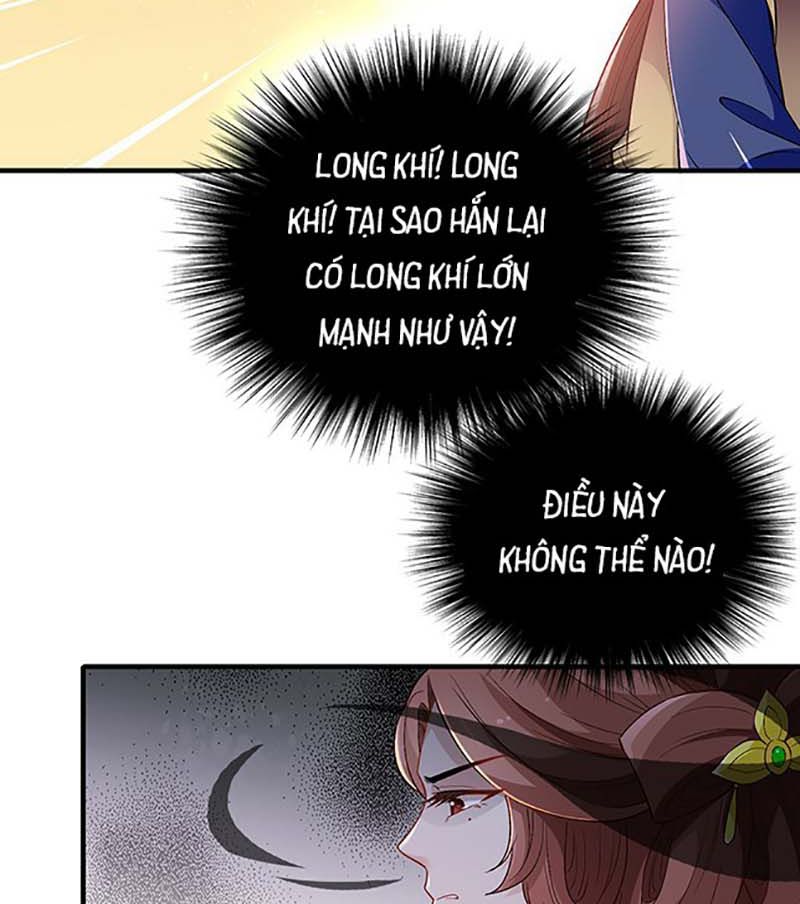 LONG KHÍ! LONG
KHÍ! TẠI SAO HẮN LẠI
CÓ LONG KHÍ LỚN
MẠNH NHƯ VẬY!
ĐIỀU NÀY
KHÔNG THỂ NÀO!